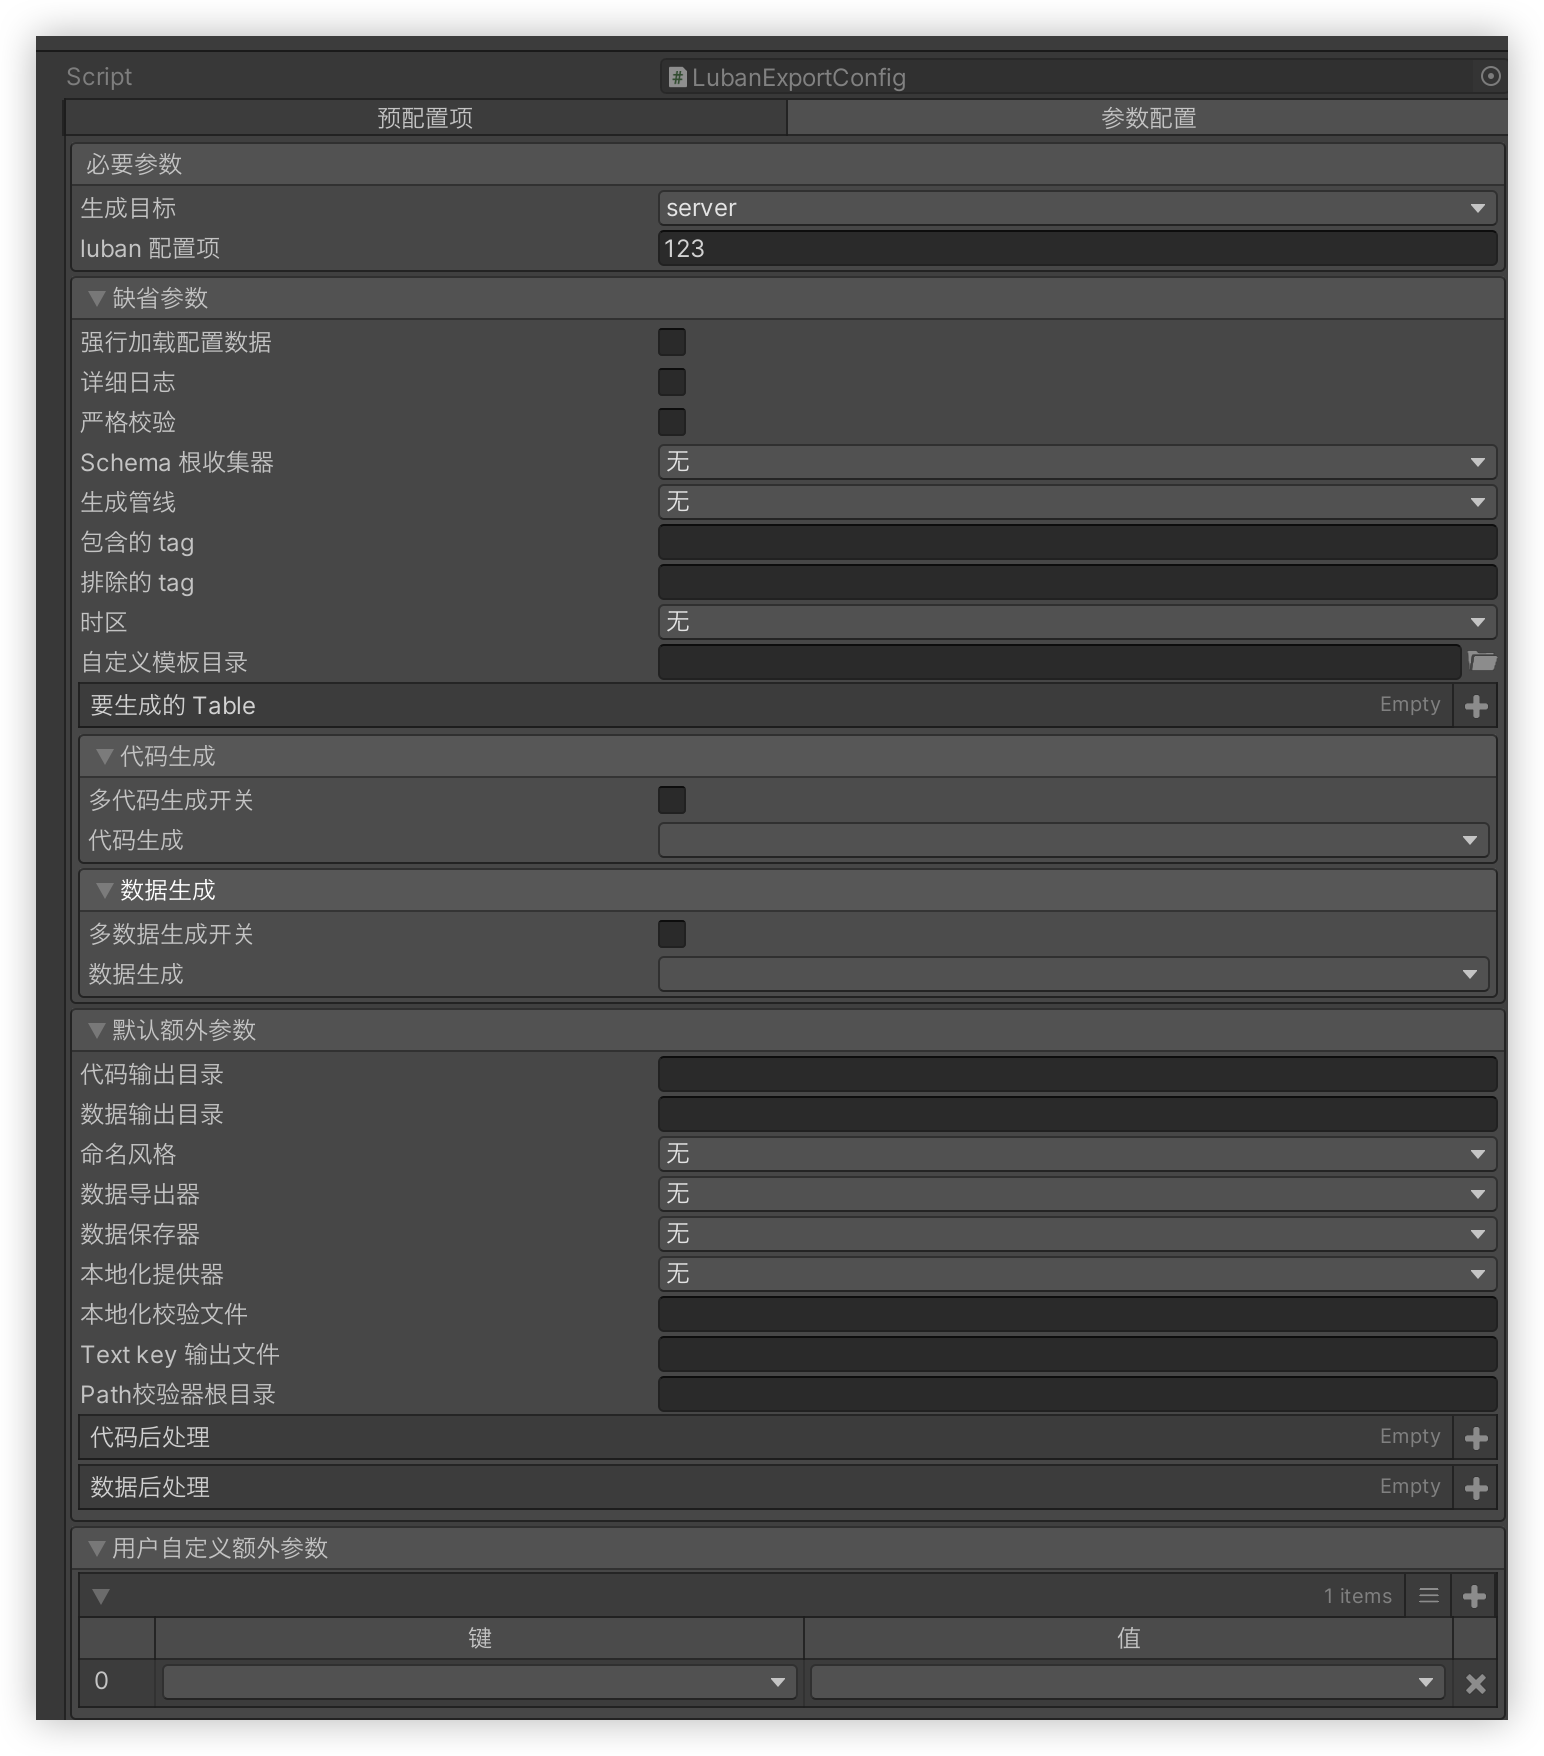 Script
# LubanExportConfig
预配置项
参数配置
必要参数
生成目标
server
luban 配置项
123
缺省参数
强行加载配置数据
详细日志
严格校验
Schema 根收集器
无
生成管线
无
包含的 tag
排除的 tag
时区
无
自定义模板目录
要生成的 Table
Empty
代码生成
多代码生成开关
代码生成
数据生成
多数据生成开关
数据生成
默认额外参数
代码输出目录
数据输出目录
命名风格
无
数据导出器
无
数据保存器
无
本地化提供器
无
本地化校验文件
Text key 输出文件
Path校验器根目录
代码后处理
Empty
数据后处理
Empty
用户自定义额外参数
1 items
键
值
0